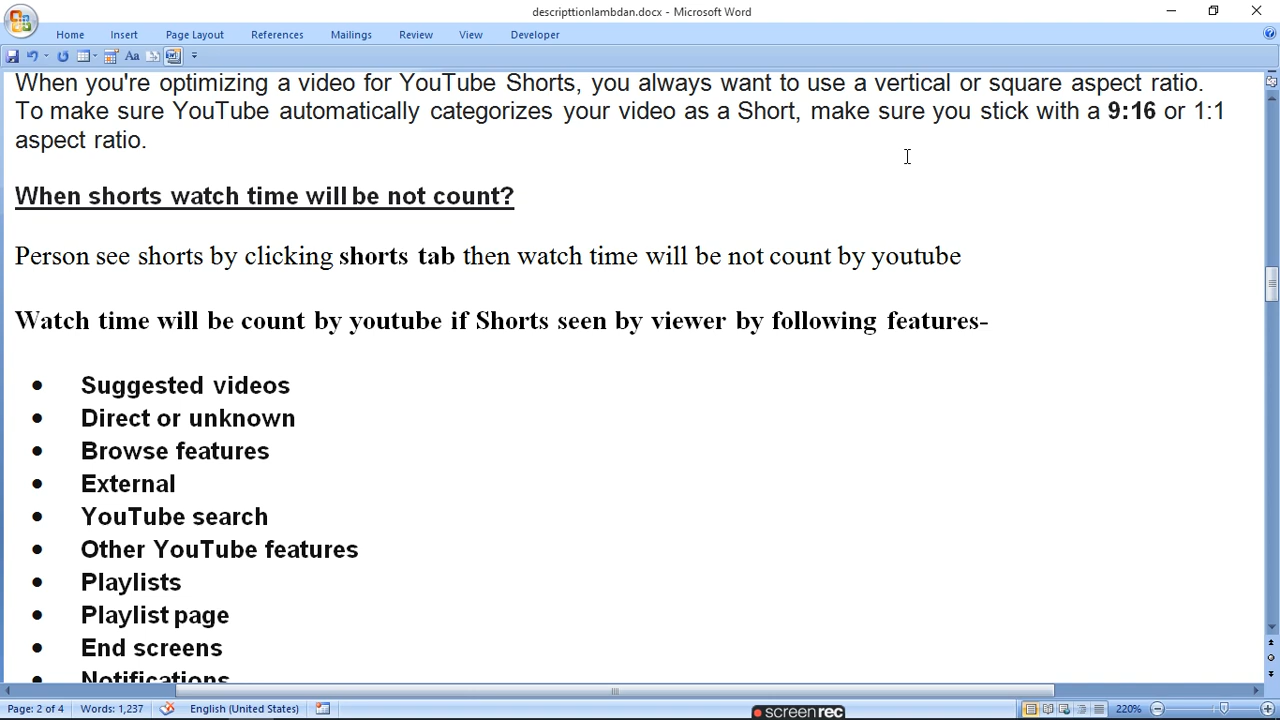 descripttionlambdan.docx - Microsoft Word
Home Insert Page Layout References Mailings Review View Developer
When you're optimizing a video for YouTube Shorts, you always want to use a vertical or square aspect ratio.
To make sure YouTube automatically categorizes your video as a Short, make sure you stick with a 9:16 or 1:1
aspect ratio.
When shorts watch time will be not count?
Person see shorts by clicking shorts tab then watch time will be not count by youtube
Watch time will be count by youtube if Shorts seen by viewer by following features-
• Suggested videos
• Direct or unknown
• Browse features
• External
• YouTube search
• Other YouTube features
• Playlists
• Playlist page
• End screens
• Notifications
Page: 2 of 4 Words: 1,237 English (United States) 220%
screenrec